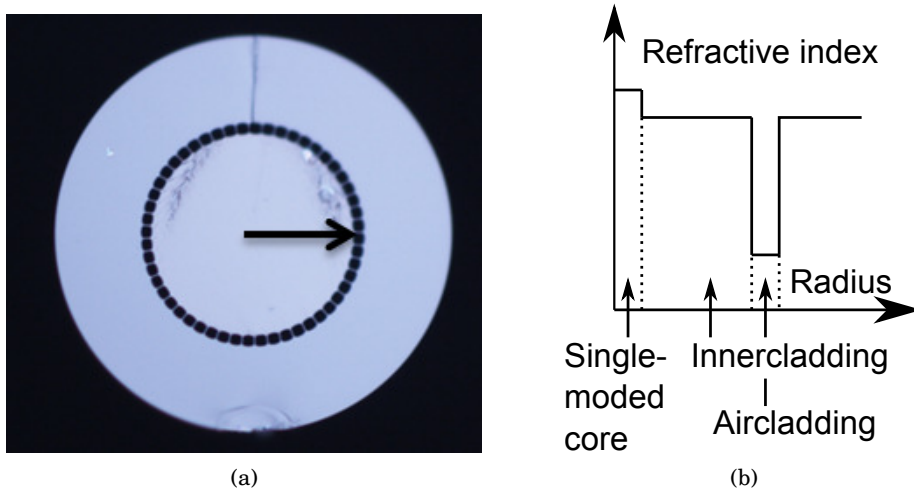 Refractive index
Radius
Single-
moded
core
Innercladding
Aircladding
(a)
(b)